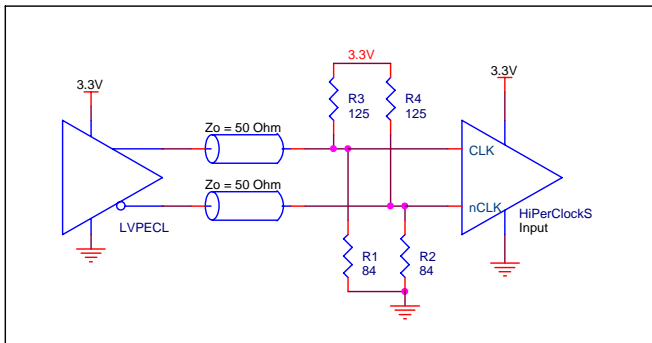 3.3V
R3
125
R4
125
3.3V
3.3V
Zo = 50 Ohm
CLK
Zo = 50 Ohm
nCLK
HiPerClockS
Input
LVPECL
R1
84
R2
84